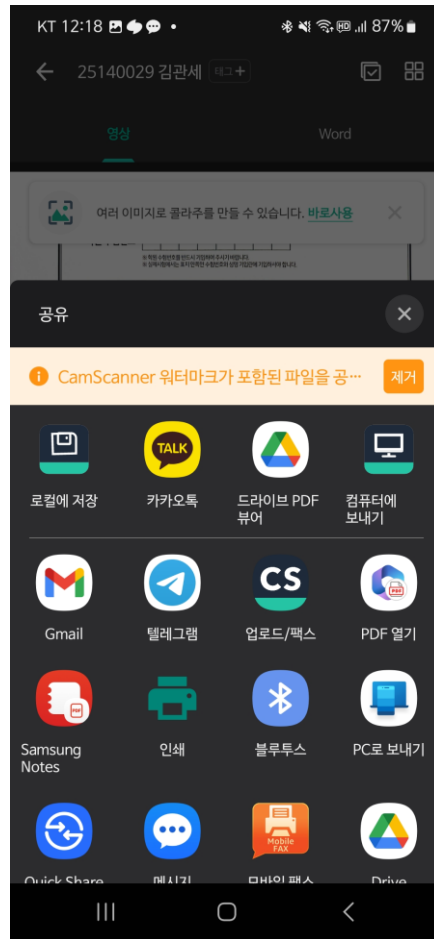 KT 12:18
87%
25140029 김관세 태그+
영상 Word
여러 이미지로 콜라주를 만들 수 있습니다. 바로사용
공유
CamScanner 워터마크가 포함된 파일을 공… 제거
TALK
로컬에 저장 카카오톡 드라이브 PDF 뷰어 컴퓨터에 보내기
CS
PDF
Gmail 텔레그램 업로드/팩스 PDF 열기
Samsung Notes 인쇄 블루투스 PC로 보내기
Mobile FAX
Quick Share 메시지 모바일 팩스 Drive